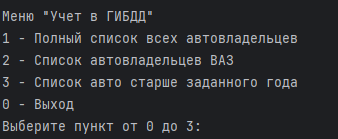 Меню "Учет в ГИБДД"
1 - Полный список всех автовладельцев
2 - Список автовладельцев ВАЗ
3 - Список авто старше заданного года
0 - Выход
Выберите пункт от 0 до 3: